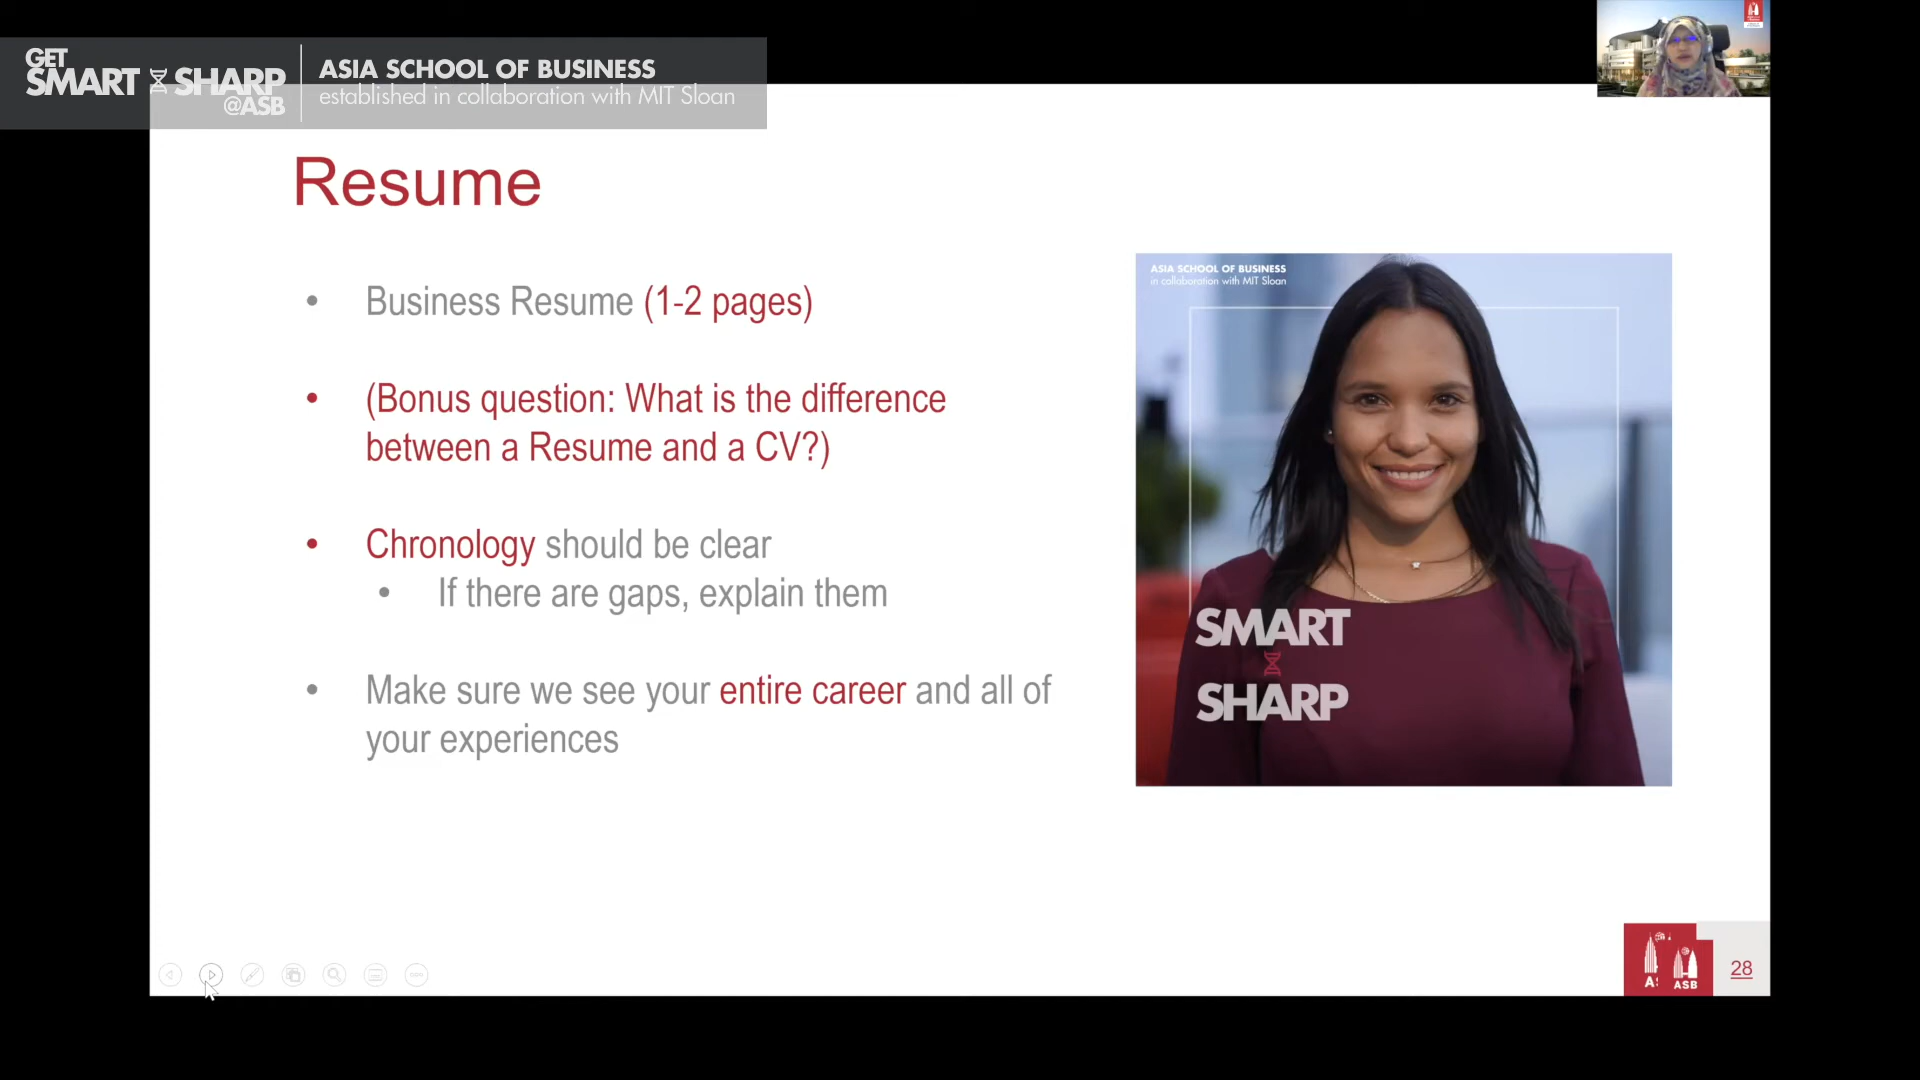 GET
SMART SHARP
@ASB
ASIA SCHOOL OF BUSINESS
established in collaboration with MIT Sloan
Resume
• Business Resume (1-2 pages)
• (Bonus question: What is the difference
between a Resume and a CV?)
• Chronology should be clear
• If there are gaps, explain them
• Make sure we see your entire career and all of
your experiences
ASIA SCHOOL OF BUSINESS
in collaboration with MIT Sloan
SMART
SHARP
A
ASB
28